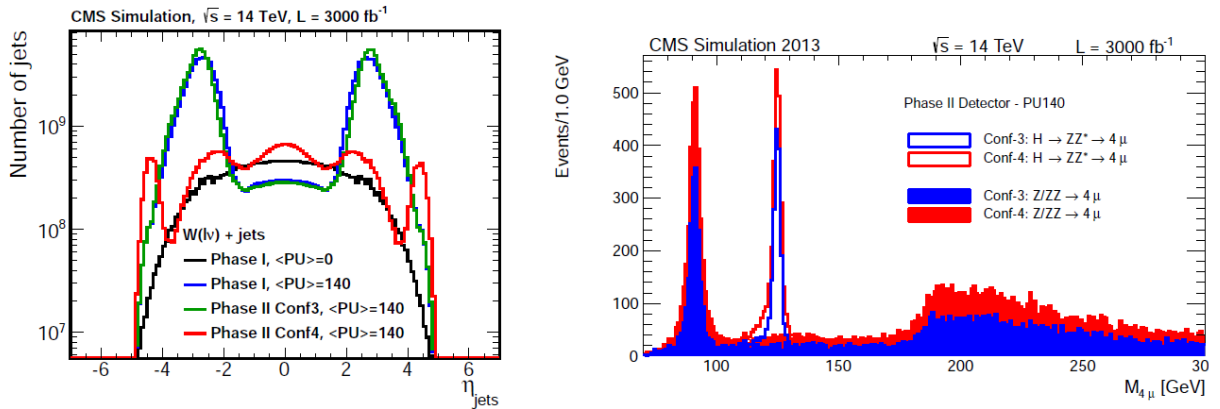 CMS Simulation, √s = 14 TeV, L = 3000 fb⁻¹
Number of jets
10⁹
10⁸
10⁷
W(lν) + jets
Phase I, <PU>=0
Phase I, <PU>=140
Phase II Conf3, <PU>=140
Phase II Conf4, <PU>=140
-6 -4 -2 0 2 4 6
η jets
CMS Simulation 2013 √s = 14 TeV L = 3000 fb⁻¹
Events/1.0 GeV
500
400
300
200
100
0
Phase II Detector - PU140
Conf-3: H → ZZ* → 4 μ
Conf-4: H → ZZ* → 4 μ
Conf-3: Z/ZZ → 4 μ
Conf-4: Z/ZZ → 4 μ
100 150 200 250 30
M4 μ [GeV]